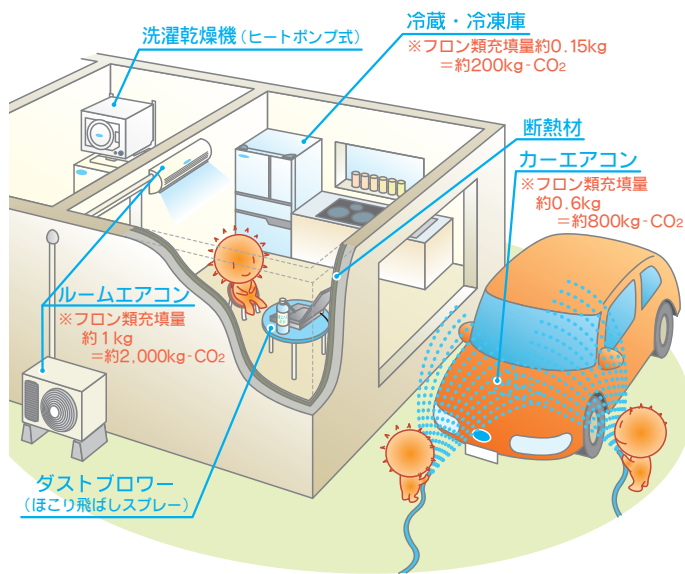 洗濯乾燥機（ヒートポンプ式）
冷蔵・冷凍庫
※フロン類充填量約0.15kg
＝約200kg-CO2
断熱材
カーエアコン
※フロン類充填量
約0.6kg
＝約800kg-CO2
ルームエアコン
※フロン類充填量
約1kg
＝約2,000kg-CO2
ダストブロワー
（ほこり飛ばしスプレー）